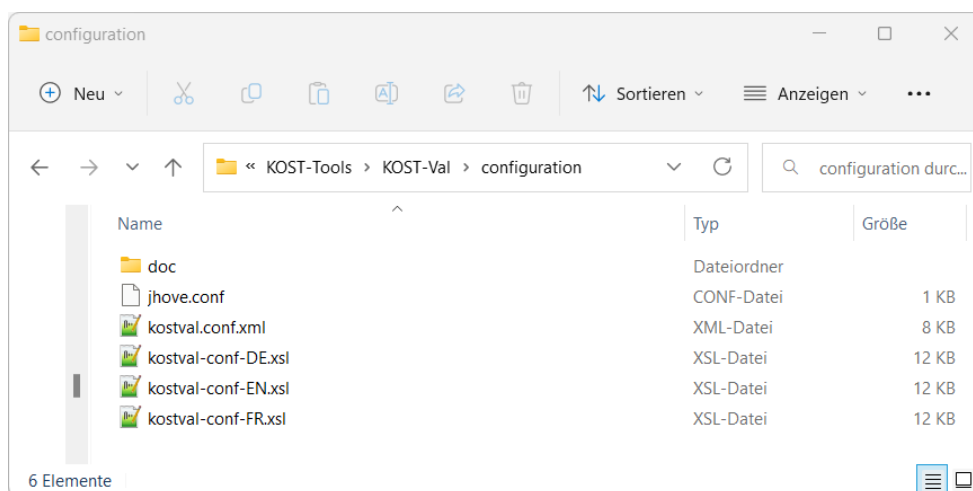 configuration
Neu Sortieren Anzeigen
« KOST-Tools > KOST-Val > configuration configuration durc...
Name Typ Größe
doc Dateiordner
jhove.conf CONF-Datei 1 KB
kostval.conf.xml XML-Datei 8 KB
kostval-conf-DE.xsl XSL-Datei 12 KB
kostval-conf-EN.xsl XSL-Datei 12 KB
kostval-conf-FR.xsl XSL-Datei 12 KB
6 Elemente